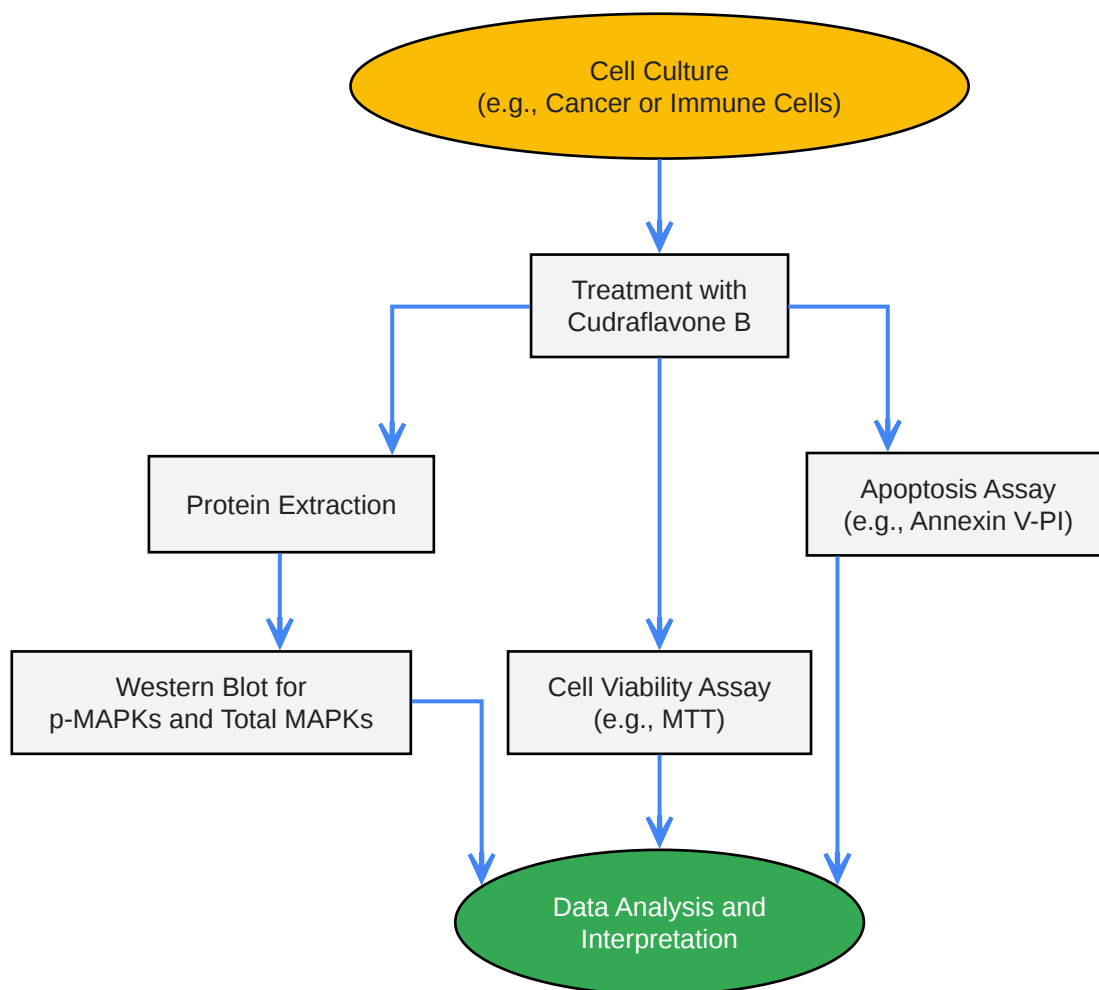 Cell Culture
(e.g., Cancer or Immune Cells)
Treatment with
Cudraflavone B
Protein Extraction
Apoptosis Assay
(e.g., Annexin V-PI)
Western Blot for
p-MAPKs and Total MAPKs
Cell Viability Assay
(e.g., MTT)
Data Analysis and
Interpretation